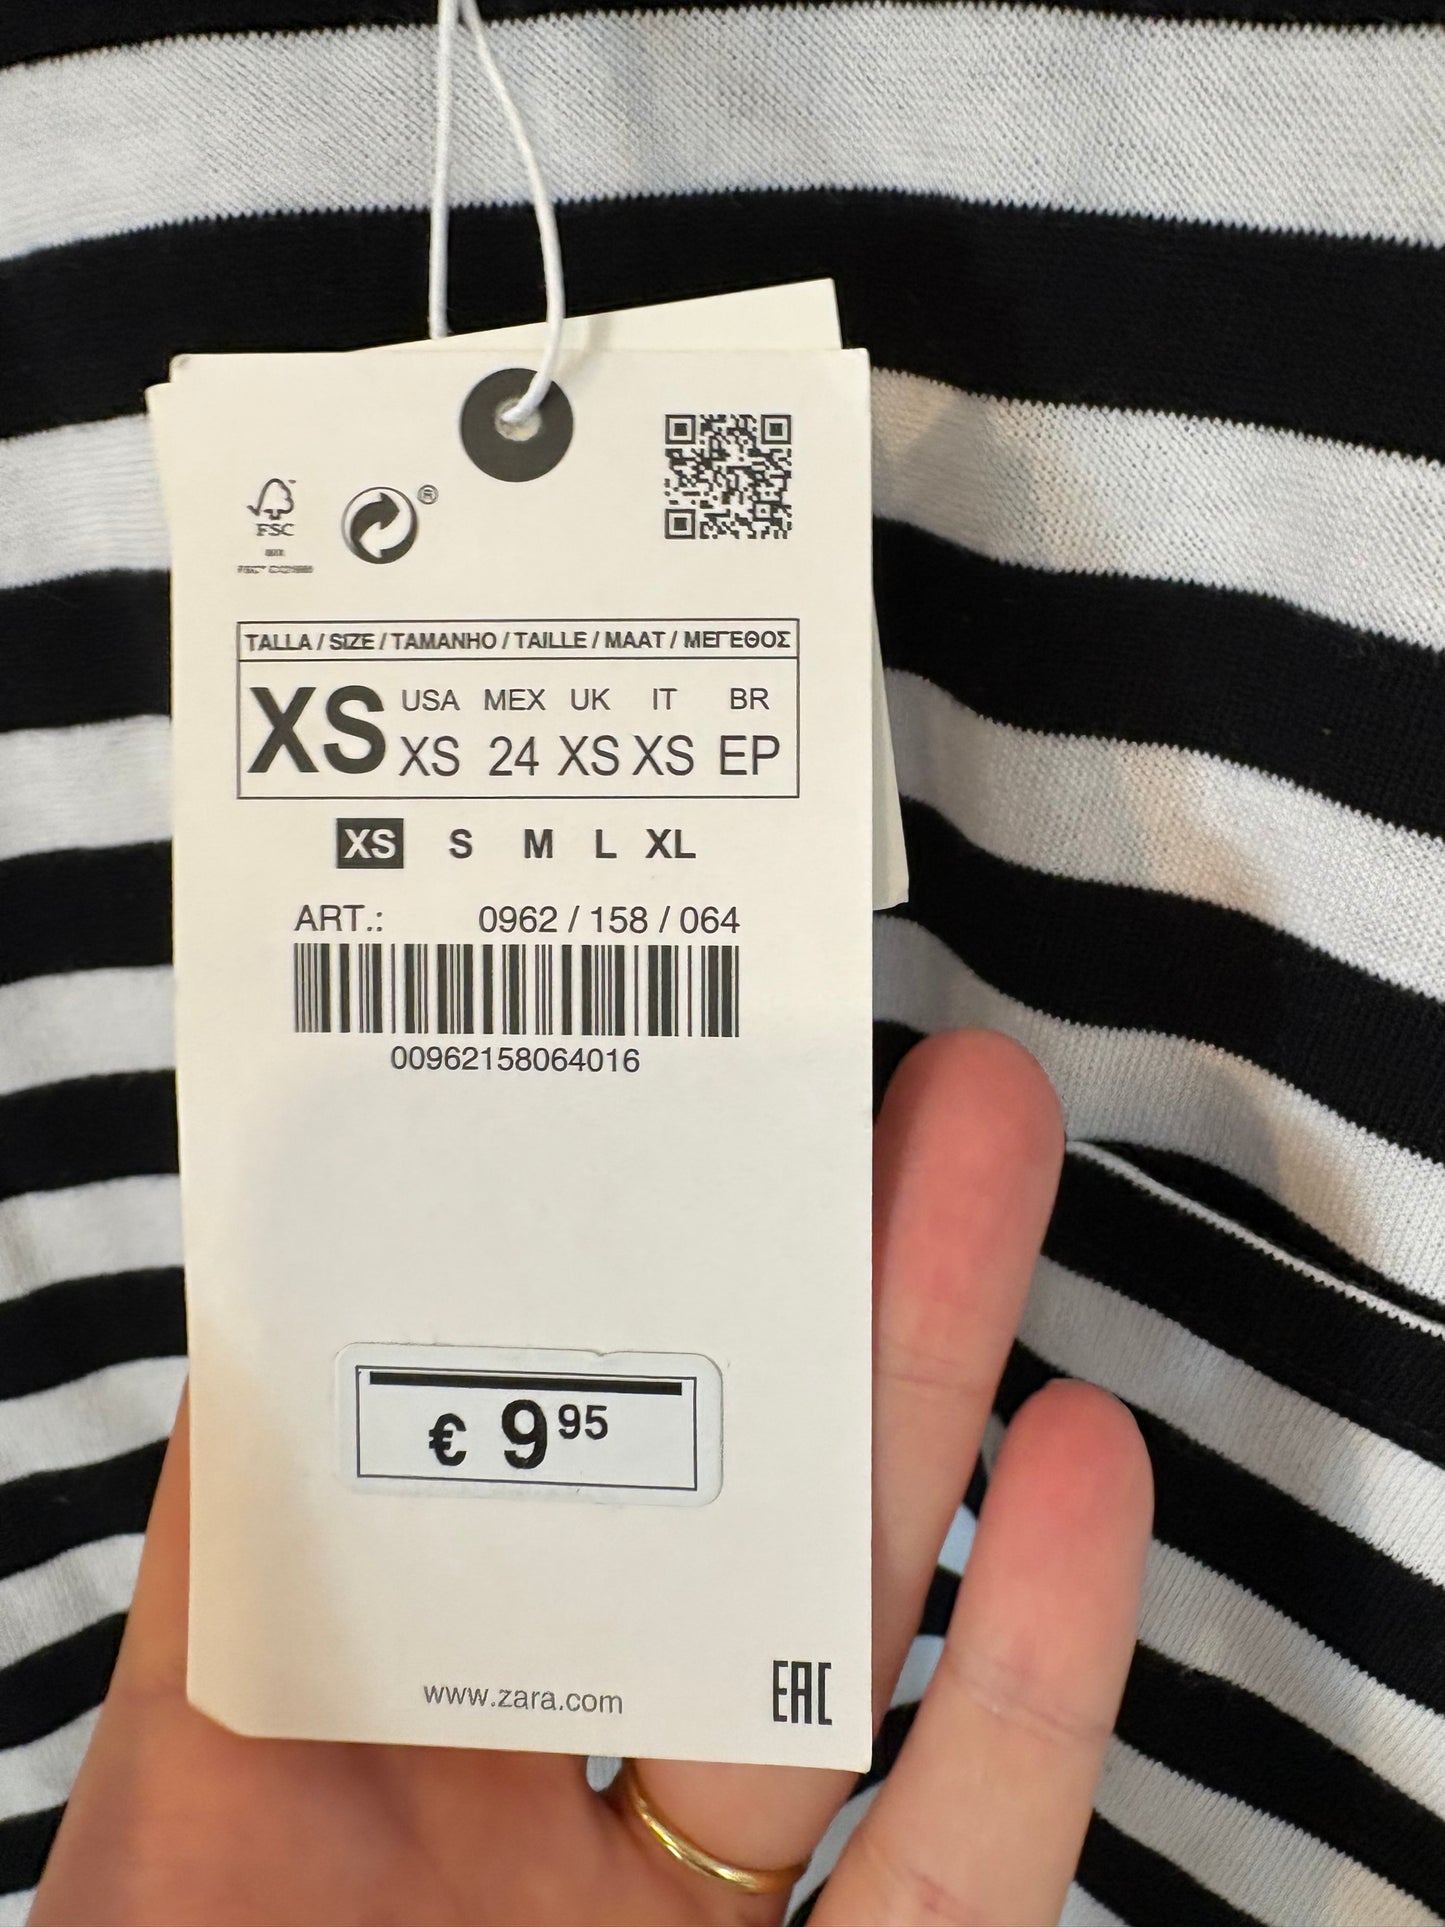 FSC
®
TALLA / SIZE / TAMANHO / TAILLE / MAAT / ΜΕΓΕΘΟΣ
XS USA MEX UK IT BR
XS 24 XS XS EP
XS S M L XL
ART.: 0962 / 158 / 064
00962158064016
€ 9 95
www.zara.com
EAC